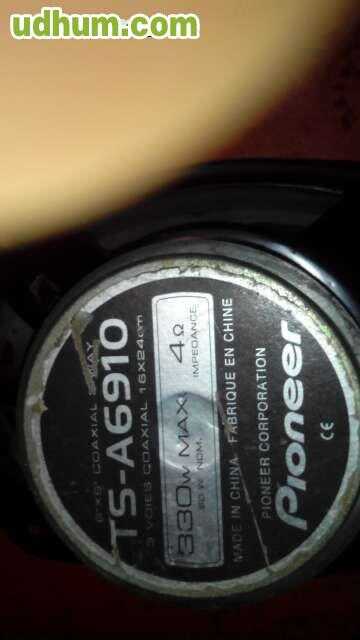 udhum.com
6"X9" COAXIAL 3-WAY
TS-A6910
3 VOIES COAXIAL 16X24cm
330W MAX.
NOM.
4Ω
IMPEDANCE
MADE IN CHINA FABRIQUE EN CHINE
PIONEER CORPORATION
Pioneer
CE